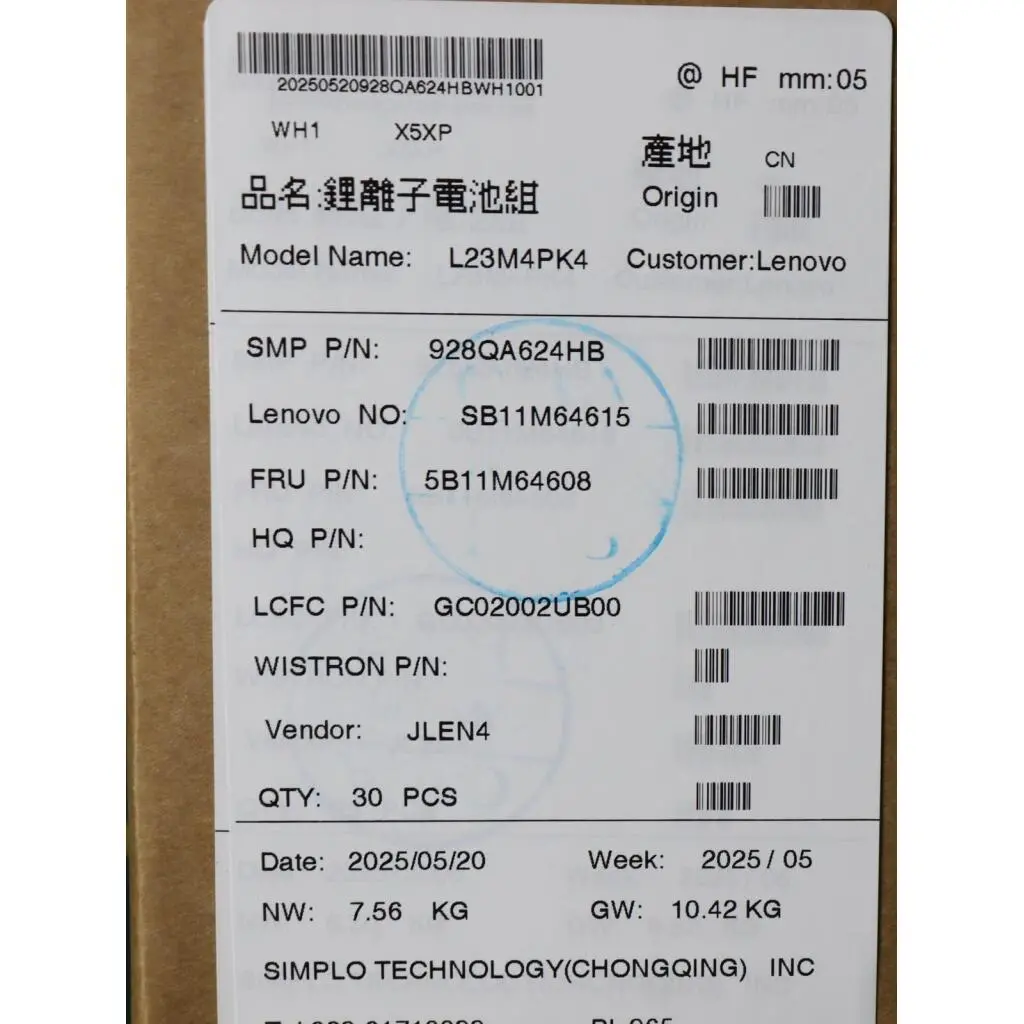 20250520928QA624HBWH1001
@ HF mm:05
WH1 X5XP
產地 CN
品名:鋰離子電池組
Origin
Model Name: L23M4PK4 Customer:Lenovo
SMP P/N: 928QA624HB
Lenovo NO: SB11M64615
FRU P/N: 5B11M64608
HQ P/N:
LCFC P/N: GC02002UB00
WISTRON P/N:
Vendor: JLEN4
QTY: 30 PCS
Date: 2025/05/20 Week: 2025/ 05
NW: 7.56 KG GW: 10.42 KG
SIMPLO TECHNOLOGY(CHONGQING) INC